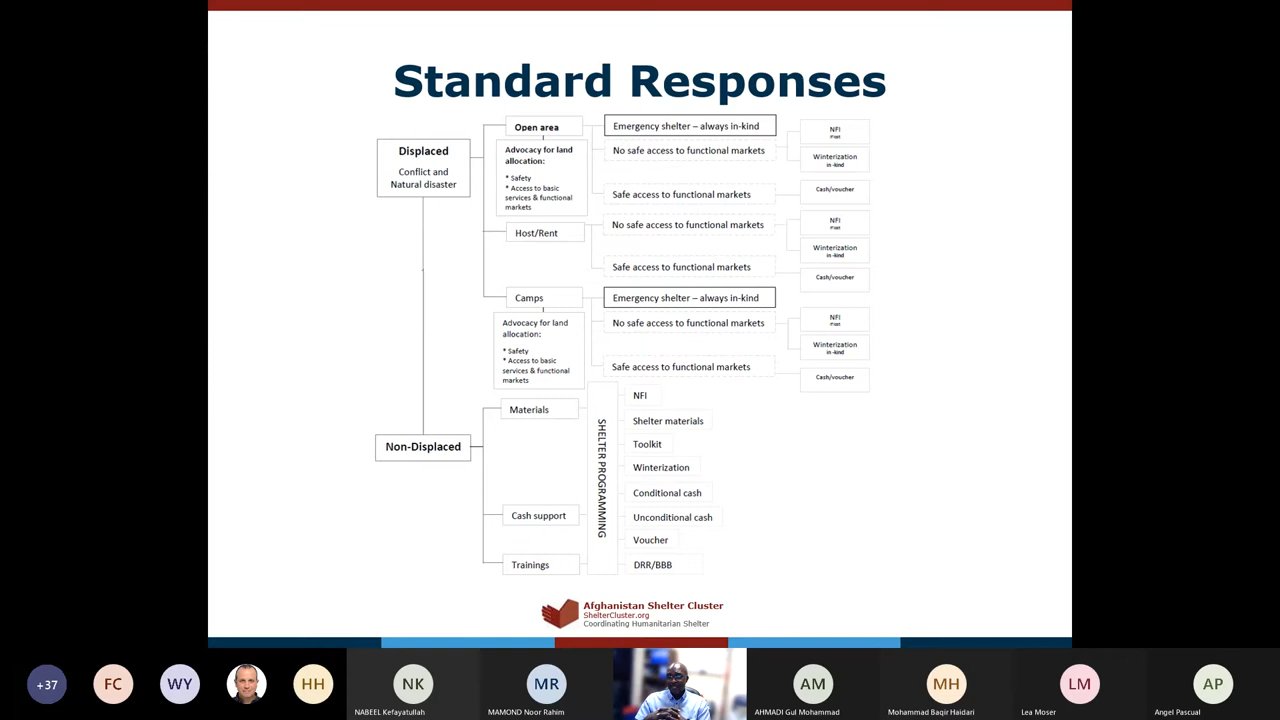 Standard Responses
Displaced
Conflict and
Natural disaster
Open area
Advocacy for land
allocation:
* Safety
* Access to basic
services & functional
markets
Emergency shelter – always in-kind
No safe access to functional markets
NFI
Winterization
in -kind
Safe access to functional markets
Cash/voucher
Host/Rent
No safe access to functional markets
NFI
Winterization
in -kind
Safe access to functional markets
Cash/voucher
Camps
Advocacy for land
allocation:
* Safety
* Access to basic
services & functional
markets
Emergency shelter – always in-kind
No safe access to functional markets
NFI
Winterization
in -kind
Safe access to functional markets
Cash/voucher
Non-Displaced
Materials
Cash support
Trainings
SHELTER PROGRAMMING
NFI
Shelter materials
Toolkit
Winterization
Conditional cash
Unconditional cash
Voucher
DRR/BBB
Afghanistan Shelter Cluster
ShelterCluster.org
Coordinating Humanitarian Shelter
+37
FC
WY
HH
NK
NABEEL Kefayatullah
MR
MAMOND Noor Rahim
AM
AHMADI Gul Mohammad
MH
Mohammad Baqir Haidari
LM
Lea Moser
AP
Angel Pascual